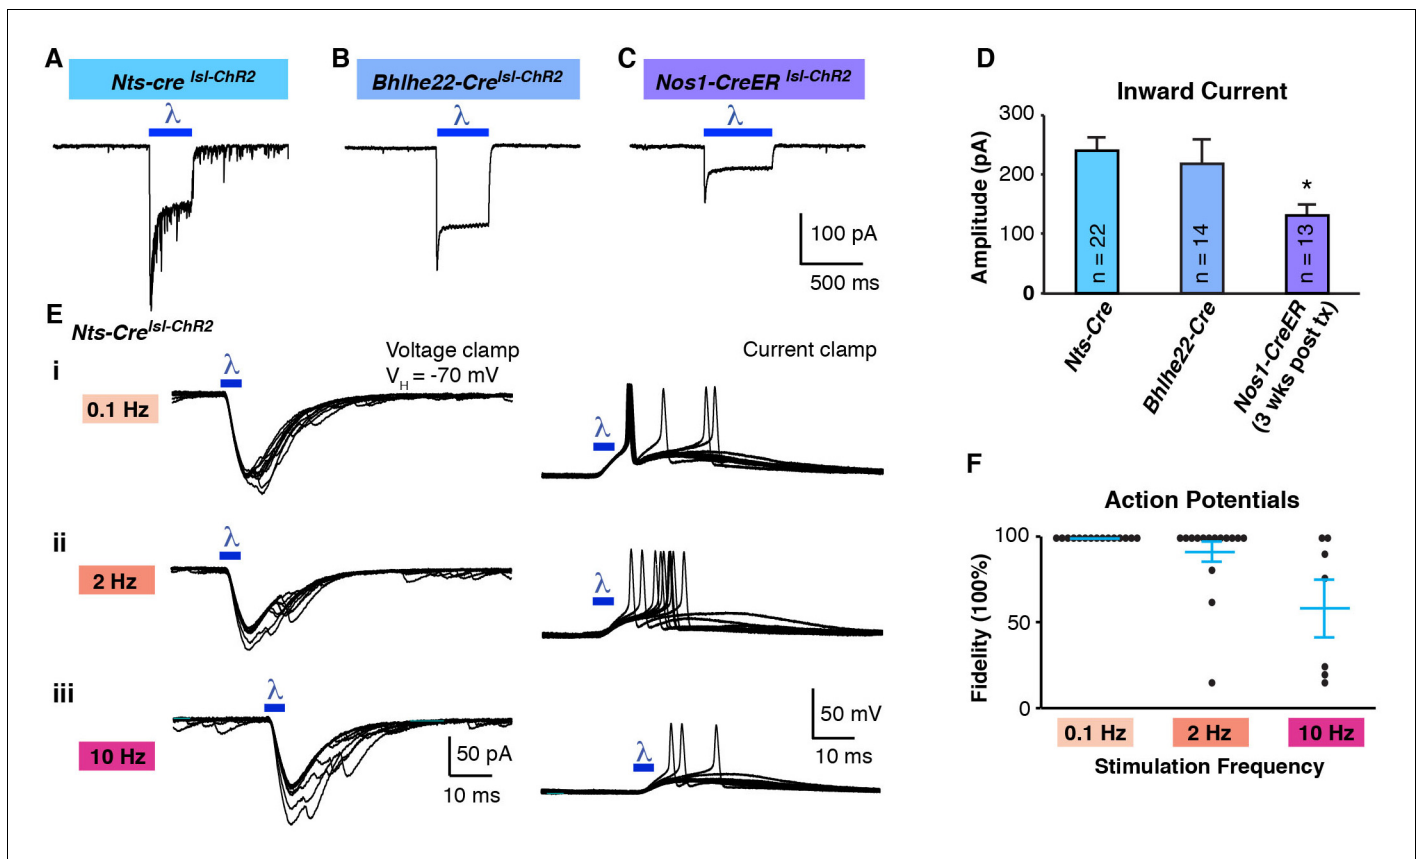 A
Nts-cre lsl-ChR2
λ
B
Bhlhe22-Cre lsl-ChR2
λ
C
Nos1-CreER lsl-ChR2
λ
100 pA
500 ms
D
Inward Current
Amplitude (pA)
300
200
100
0
n = 22
n = 14
n = 13
*
Nts-Cre
Bhlhe22-Cre
Nos1-CreER
(3 wks post tx)
E
Nts-Cre lsl-ChR2
i
0.1 Hz
λ
Voltage clamp
VH = -70 mV
Current clamp
λ
ii
2 Hz
λ
λ
iii
10 Hz
λ
50 pA
10 ms
λ
50 mV
10 ms
F
Action Potentials
Fidelity (100%)
100
50
0
0.1 Hz
2 Hz
10 Hz
Stimulation Frequency